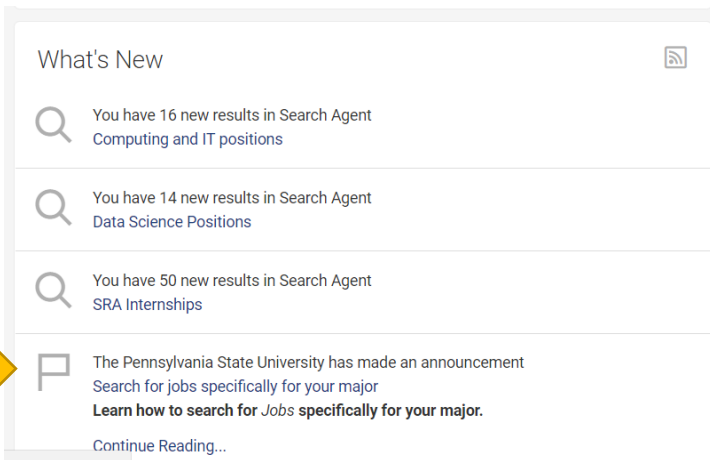 What's New
You have 16 new results in Search Agent
Computing and IT positions
You have 14 new results in Search Agent
Data Science Positions
You have 50 new results in Search Agent
SRA Internships
The Pennsylvania State University has made an announcement
Search for jobs specifically for your major
Learn how to search for Jobs specifically for your major.
Continue Reading...